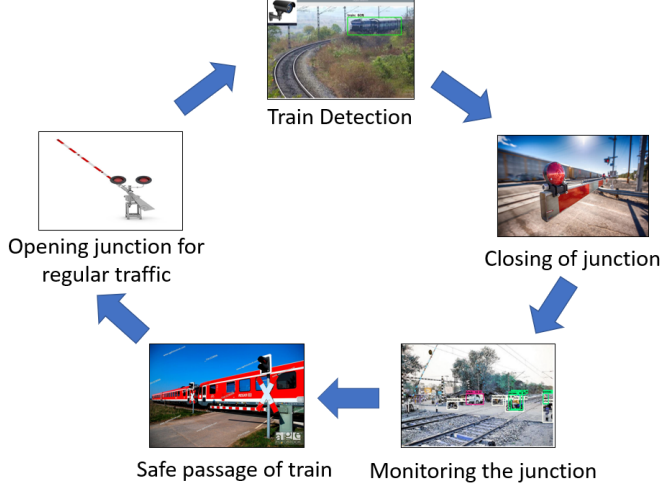 Train Detection
Closing of junction
Monitoring the junction
Safe passage of train
Opening junction for
regular traffic